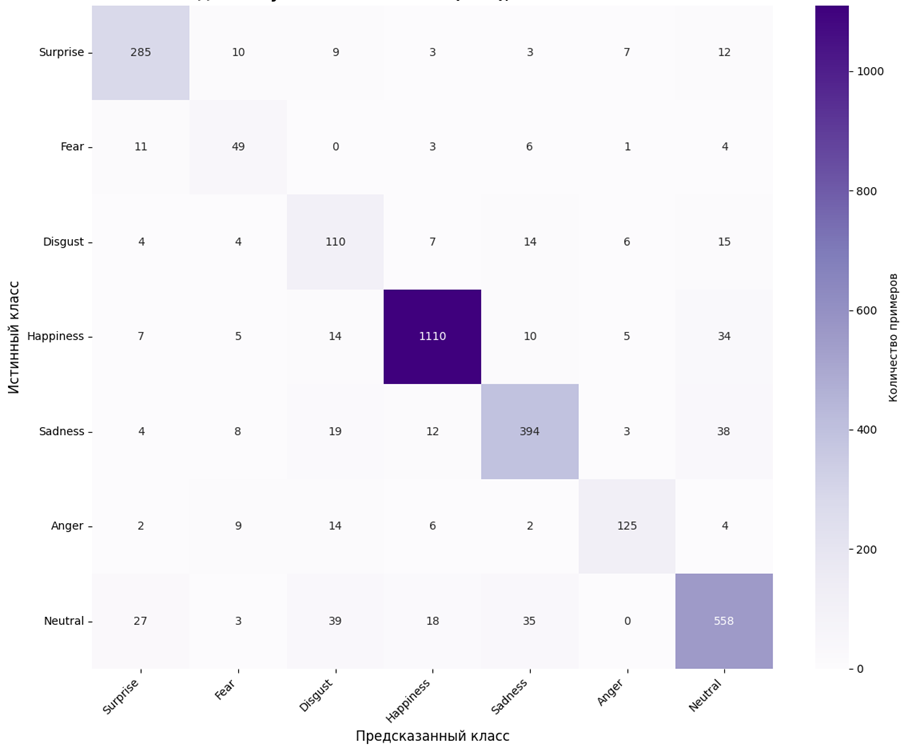 Surprise 285 10 9 3 3 7 12
Fear 11 49 0 3 6 1 4
Disgust 4 4 110 7 14 6 15
Happiness 7 5 14 1110 10 5 34
Sadness 4 8 19 12 394 3 38
Anger 2 9 14 6 2 125 4
Neutral 27 3 39 18 35 0 558
Surprise Fear Disgust Happiness Sadness Anger Neutral
Предсказанный класс
Истинный класс
1000
800
600
400
200
0
Количество примеров